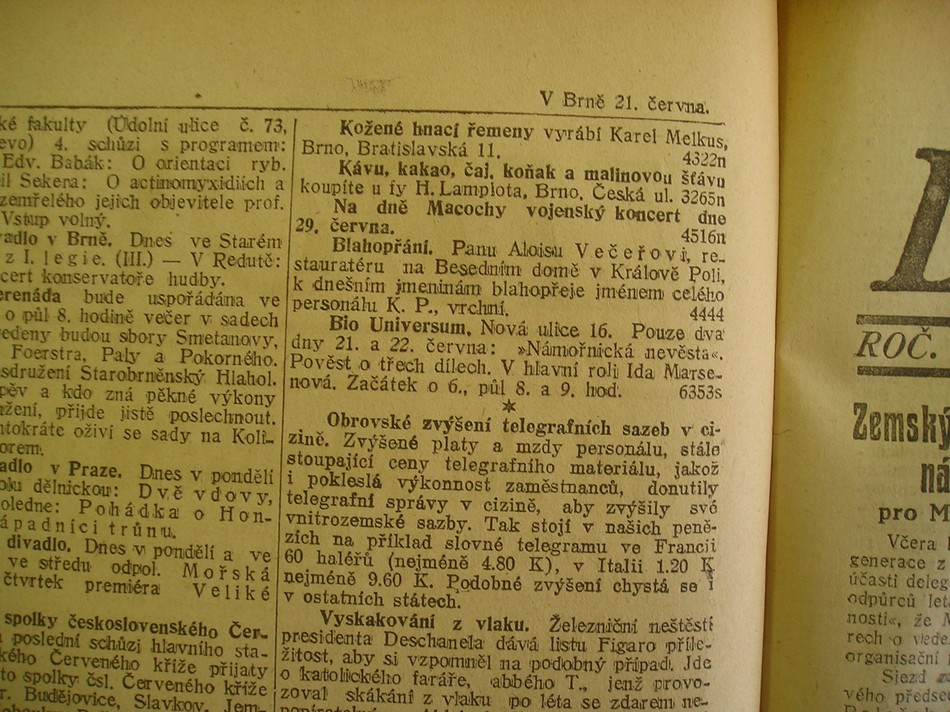 V Brně 21. června.
ké fakulty (Údolní ulice č. 73,
evo) 4. schůzi s programem:
Edv. Babák: O orientaci ryb.
il Sekera: O actinomyxidiích a
zemřelého jejich objevitele prof.
Vstup volný.
adlo v Brně. Dnes ve Starém
z I. legie. (III.) — V Redutě:
cert konservatoře hudby.
erenáda bude uspořádána ve
o půl 8. hodině večer v sadech
edeny budou sbory Smetanovy,
Foerstra, Paly a Pokorného.
sdružení Starobrněnský Hlahol.
pěv a kdo zná pěkné výkony
žení, přijde jistě poslechnout.
tokráte oživí se sady na Koli-
orem.
adlo v Praze. Dnes v pondělí
oku dělnickou: Dvě vdovy,
oledne: Pohádka o Hon-
ápadníci trůnu.
divadlo. Dnes v pondělí a ve
ve středu odpol. Mořská
čtvrtek premiéra Veliké
spolky československého Čer-
poslední schůzi hlavního sta-
kého Červeného kříže přijaty
to spolky čsl. Červeného kříže
r. Budějovice, Slavkov, Jem-
Kožené hnací řemeny vyrábí Karel Melkus,
Brno, Bratislavská 11. 4322n
Kávu, kakao, čaj, koňak a malinovou šťávu
koupíte u fy H. Lamplota, Brno, Česká ul. 3265n
Na dně Macochy vojenský koncert dne
29. června. 4516n
Blahopřání. Panu Aloisu Večeřovi, re-
stauratéru na Besedním domě v Králově Poli,
k dnešním jmeninám blahopřeje jménem celého
personálu K. P., vrchní. 4444
Bio Universum, Nová ulice 16. Pouze dva
dny 21. a 22. června: »Námořnická nevěsta«.
Pověst o třech dílech. V hlavní roli Ida Marse-
nová. Začátek o 6., půl 8. a 9. hod. 6353s
*
Obrovské zvýšení telegrafních sazeb v ci-
zině. Zvýšené platy a mzdy personálu, stále
stoupající ceny telegrafního materiálu, jakož
i pokleslá výkonnost zaměstnanců, donutily
telegrafní správy v cizině, aby zvýšily své
vnitrozemské sazby. Tak stojí v našich pené-
zích na příklad slovné telegramu ve Francii
60 haléřů (nejméně 4.80 K), v Italii 1.20 K
nejméně 9.60 K. Podobné zvýšení chystá se i
v ostatních státech.
Vyskakování z vlaku. Železniční neštěstí
presidenta Deschanela dává listu Figaro příle-
žitost, aby si vzpomněl na podobný případ. Jde
o katolického faráře, abbého T., jenž provo-
zoval skákání z vlaku po léta se zdarem ne-
ROČ.
Zemský
ná
pro M
Včera
generace z
účasti deleg
odpůrců let
nosti«, že M
rech o vede
organisační
Sjezd z
vého předse